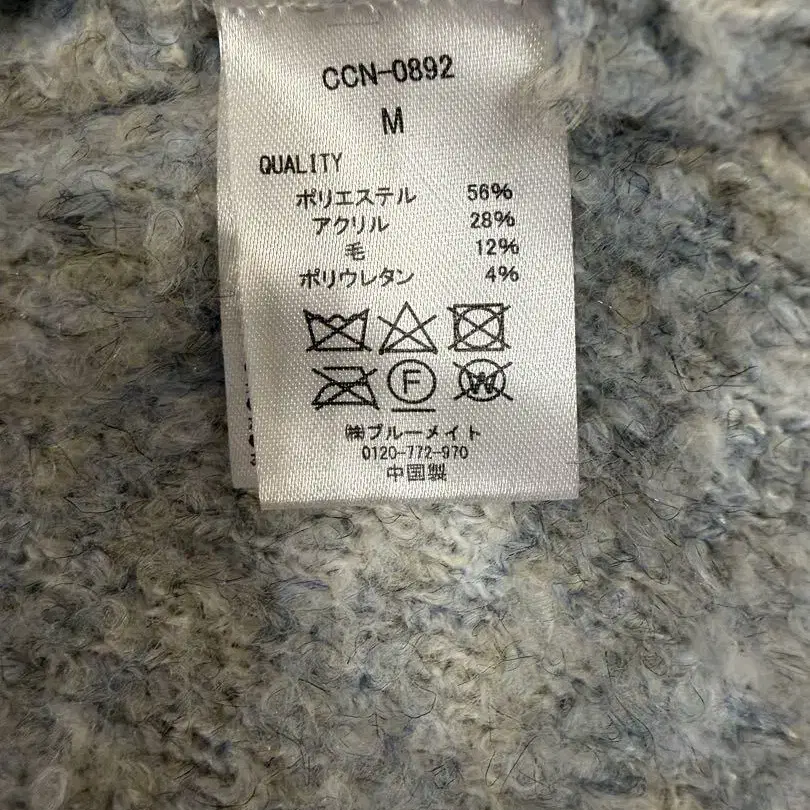 CCN-0892
M
QUALITY
ポリエステル 56%
アクリル 28%
毛 12%
ポリウレタン 4%
F W
㈱ブルーメイト
0120-772-970
中国製